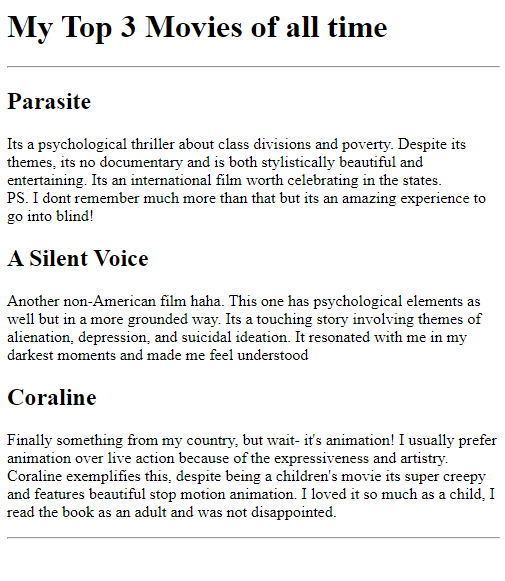 My Top 3 Movies of all time
Parasite
Its a psychological thriller about class divisions and poverty. Despite its
themes, its no documentary and is both stylistically beautiful and
entertaining. Its an international film worth celebrating in the states.
PS. I dont remember much more than that but its an amazing experience to
go into blind!
A Silent Voice
Another non-American film haha. This one has psychological elements as
well but in a more grounded way. Its a touching story involving themes of
alienation, depression, and suicidal ideation. It resonated with me in my
darkest moments and made me feel understood
Coraline
Finally something from my country, but wait- it's animation! I usually prefer
animation over live action because of the expressiveness and artistry.
Coraline exemplifies this, despite being a children's movie its super creepy
and features beautiful stop motion animation. I loved it so much as a child, I
read the book as an adult and was not disappointed.